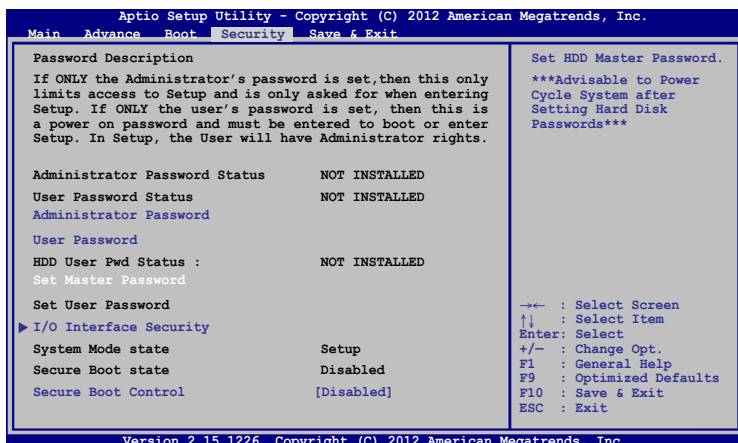 Aptio Setup Utility - Copyright (C) 2012 American Megatrends, Inc.
Main Advance Boot Security Save & Exit
Password Description
If ONLY the Administrator's password is set,then this only
limits access to Setup and is only asked for when entering
Setup. If ONLY the user's password is set, then this is
a power on password and must be entered to boot or enter
Setup. In Setup, the User will have Administrator rights.
Administrator Password Status NOT INSTALLED
User Password Status NOT INSTALLED
Administrator Password
User Password
HDD User Pwd Status : NOT INSTALLED
Set Master Password
Set User Password
I/O Interface Security
System Mode state Setup
Secure Boot state Disabled
Secure Boot Control [Disabled]
Set HDD Master Password.
***Advisable to Power
Cycle System after
Setting Hard Disk
Passwords***
→← : Select Screen
↑↓ : Select Item
Enter: Select
+/— : Change Opt.
F1 : General Help
F9 : Optimized Defaults
F10 : Save & Exit
ESC : Exit
Version 2.15.1226. Copyright (C) 2012 American Megatrends, Inc.